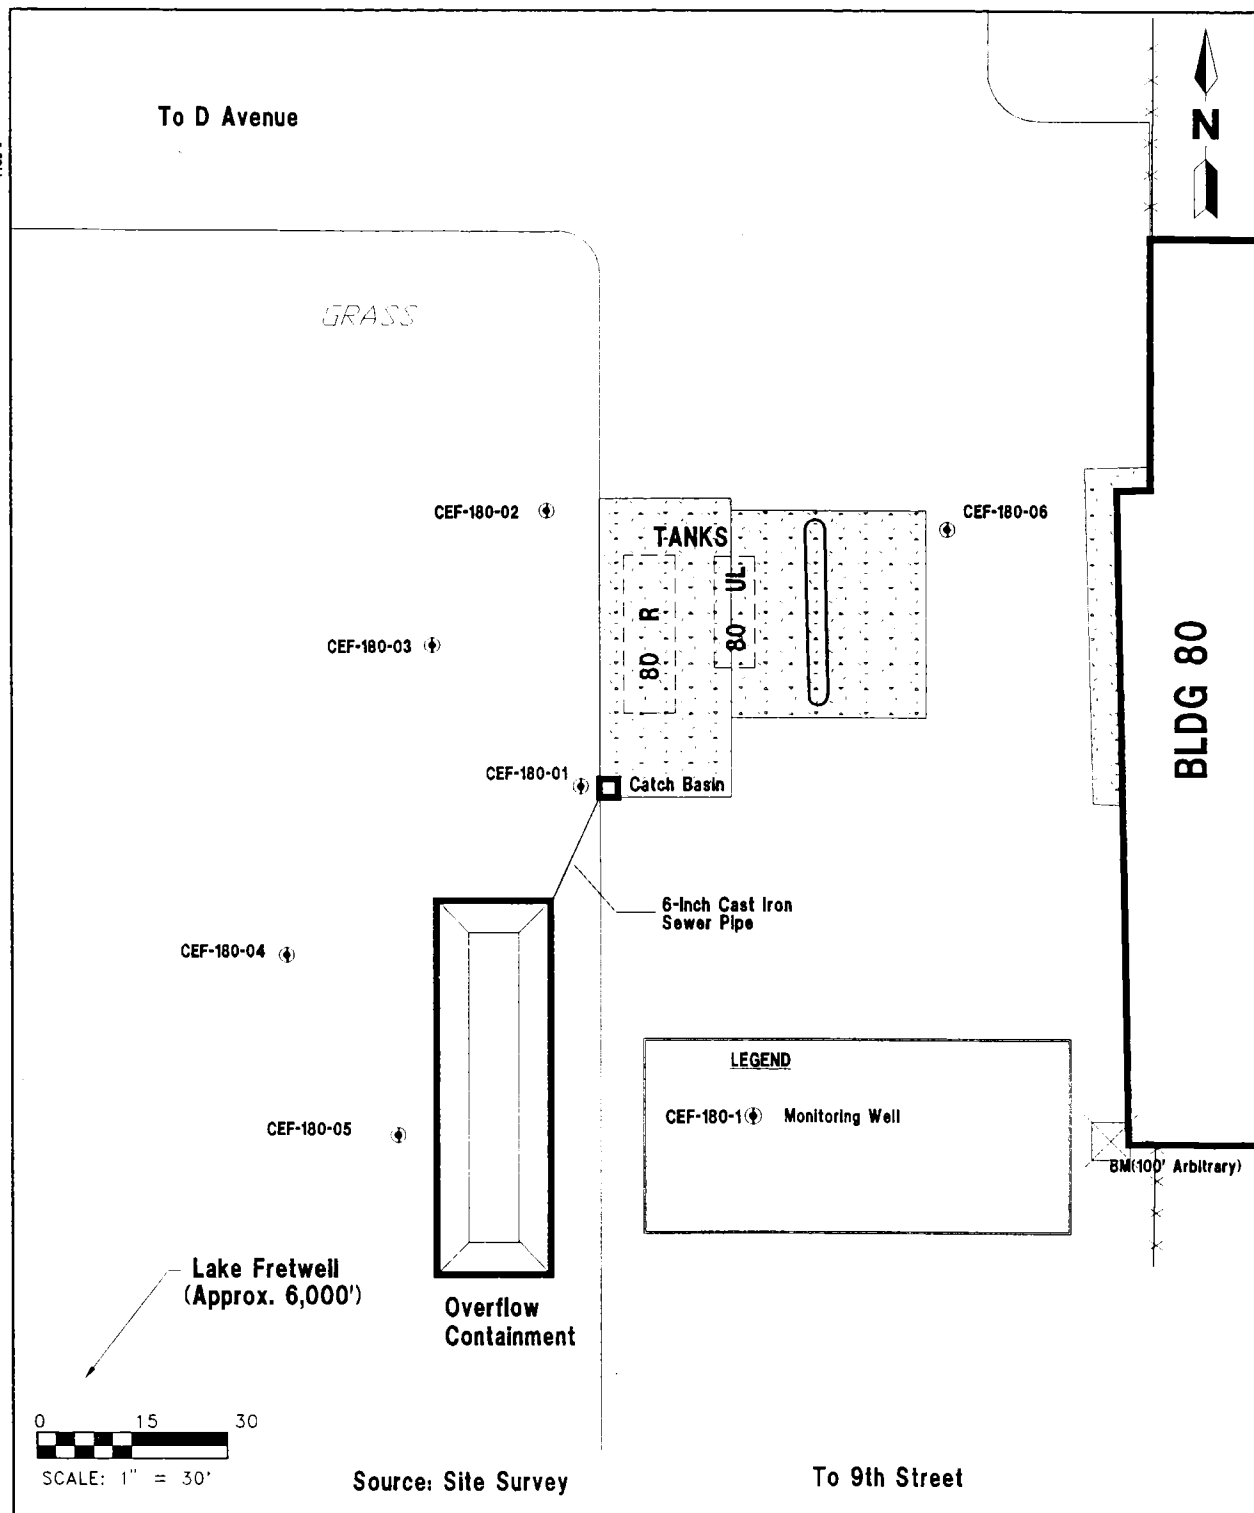 To D Avenue
N
GRASS
CEF-180-02
CEF-180-06
TANKS
80 R
80 UL
CEF-180-03
BLDG 80
CEF-180-01
Catch Basin
6-Inch Cast Iron
Sewer Pipe
CEF-180-04
LEGEND
CEF-180-1 Monitoring Well
CEF-180-05
BM(100' Arbitrary)
Lake Fretwell
(Approx. 6,000')
Overflow
Containment
0 15 30
SCALE: 1" = 30'
Source: Site Survey
To 9th Street